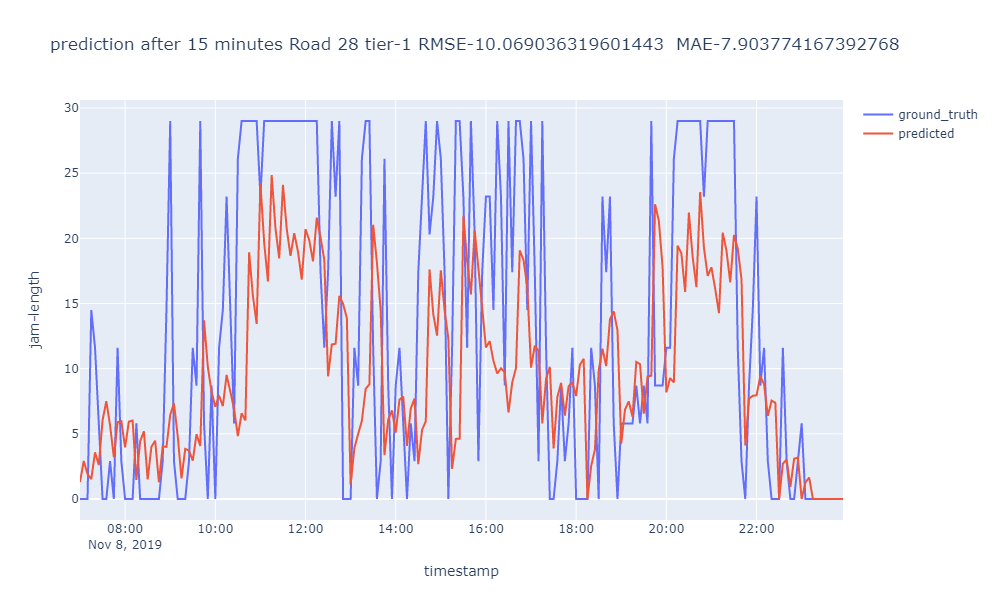 prediction after 15 minutes Road 28 tier-1 RMSE-10.069036319601443  MAE-7.903774167392768
ground_truth
predicted
30
25
20
15
10
5
0
jam-length
08:00 10:00 12:00 14:00 16:00 18:00 20:00 22:00
Nov 8, 2019
timestamp